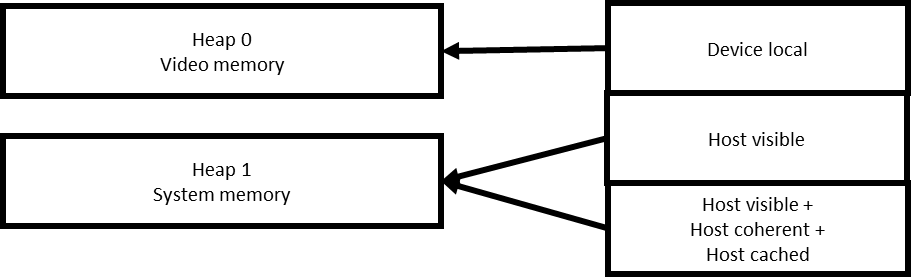 Heap 0
Video memory
Device local
Heap 1
System memory
Host visible
Host visible +
Host coherent +
Host cached